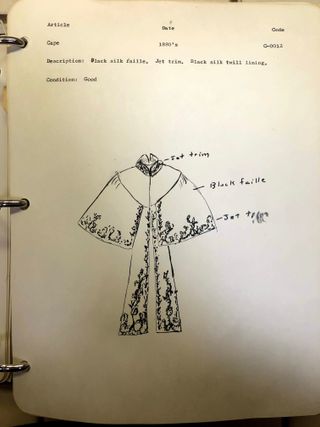 Article Date Code
Cape 1880's G-0012
Description: Black silk faille, Jet trim, Black silk twill lining,
Condition: Good
Jet trim
Black faille
Jet